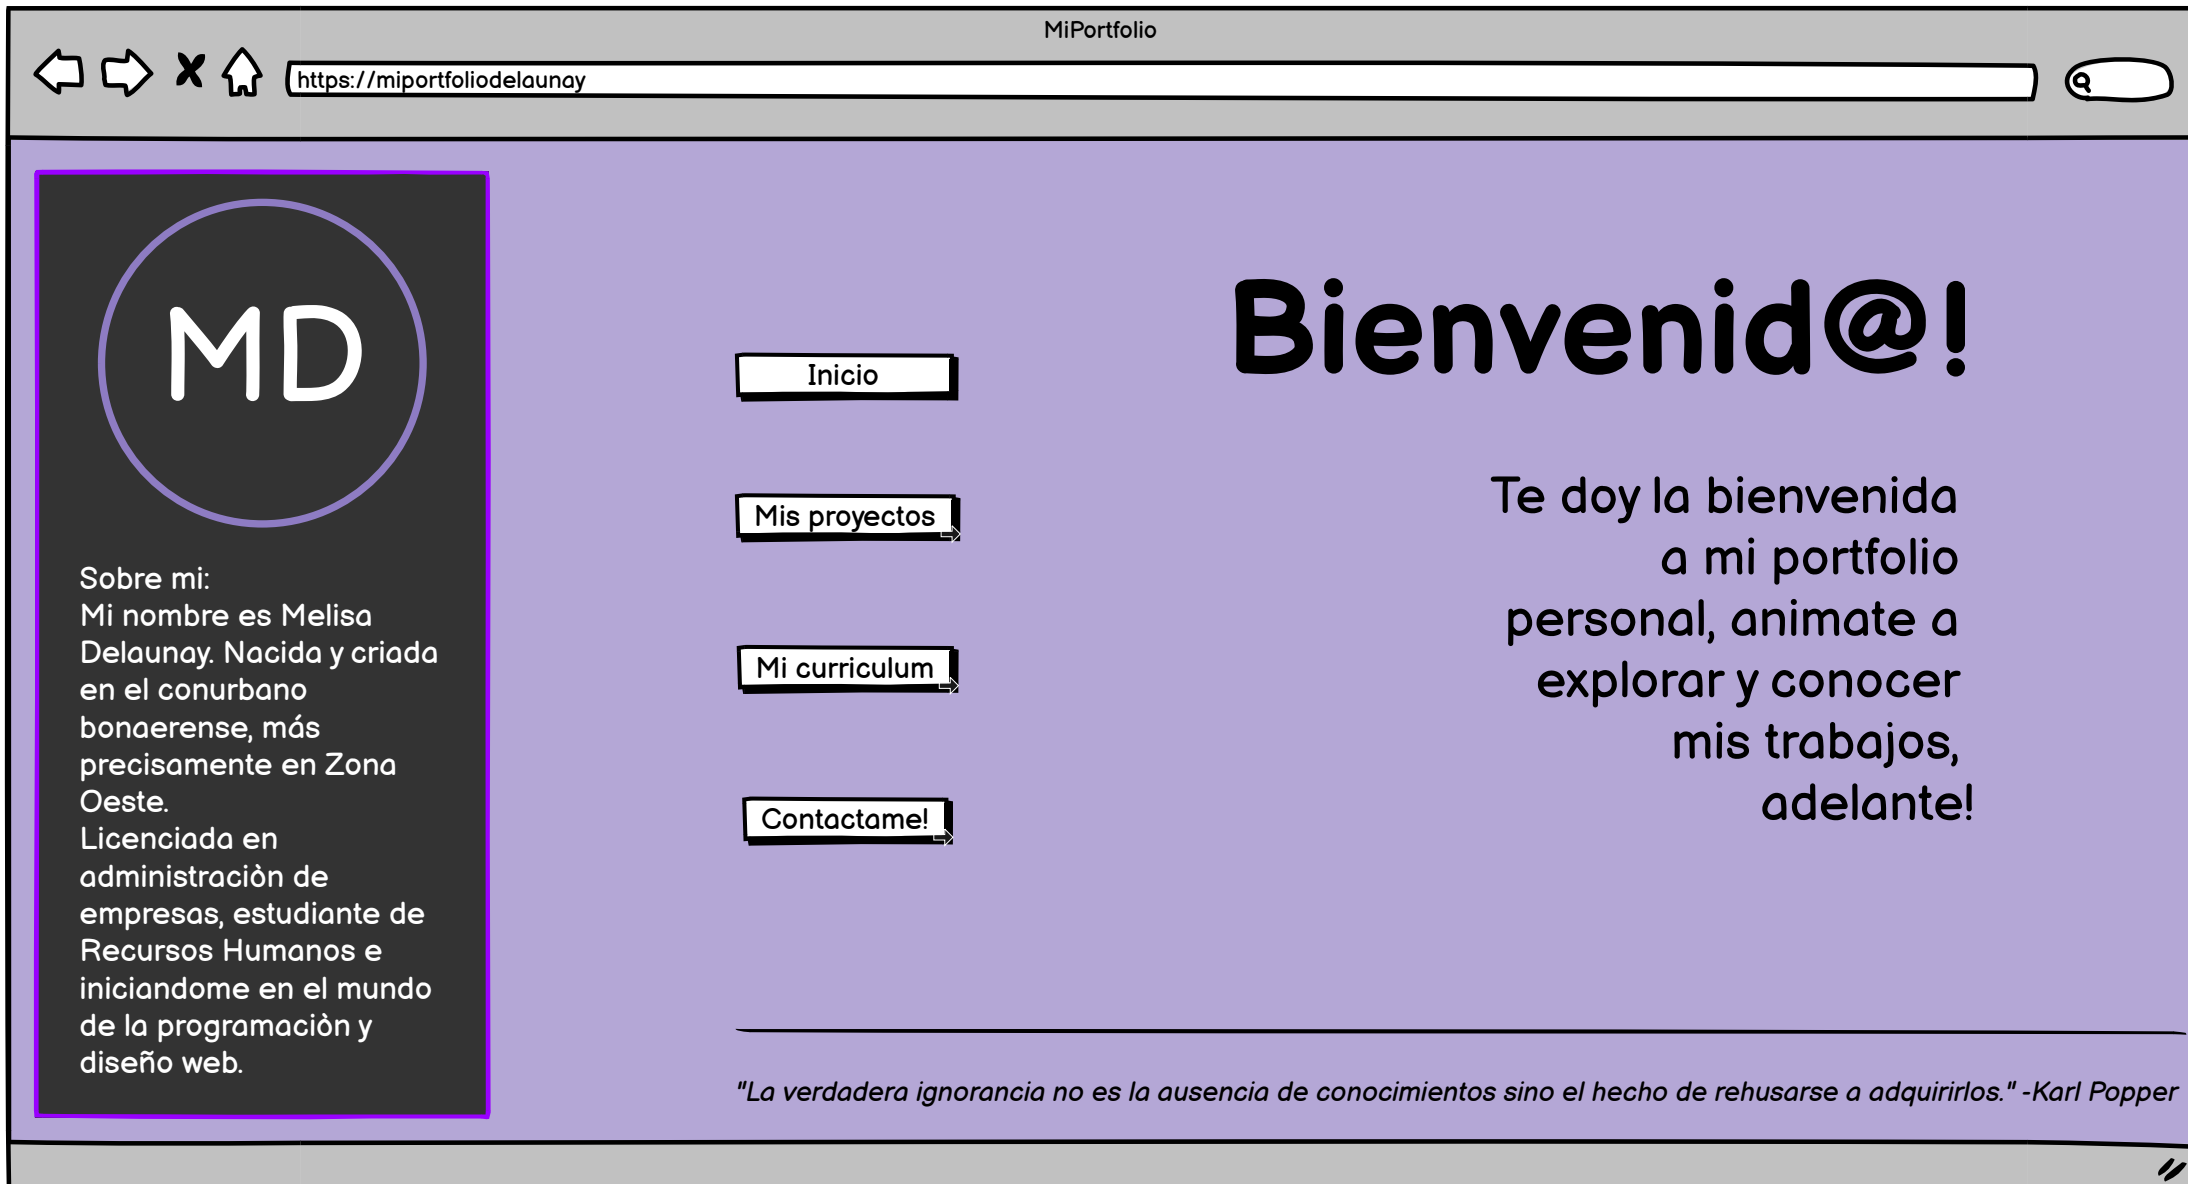 MiPortfolio
https://miportfoliodelaunay
MD
Sobre mi:
Mi nombre es Melisa
Delaunay. Nacida y criada
en el conurbano
bonaerense, más
precisamente en Zona
Oeste.
Licenciada en
administraciòn de
empresas, estudiante de
Recursos Humanos e
iniciandome en el mundo
de la programaciòn y
diseño web.
Inicio
Mis proyectos
Mi curriculum
Contactame!
Bienvenid@!
Te doy la bienvenida
a mi portfolio
personal, animate a
explorar y conocer
mis trabajos,
adelante!
"La verdadera ignorancia no es la ausencia de conocimientos sino el hecho de rehusarse a adquirirlos." -Karl Popper